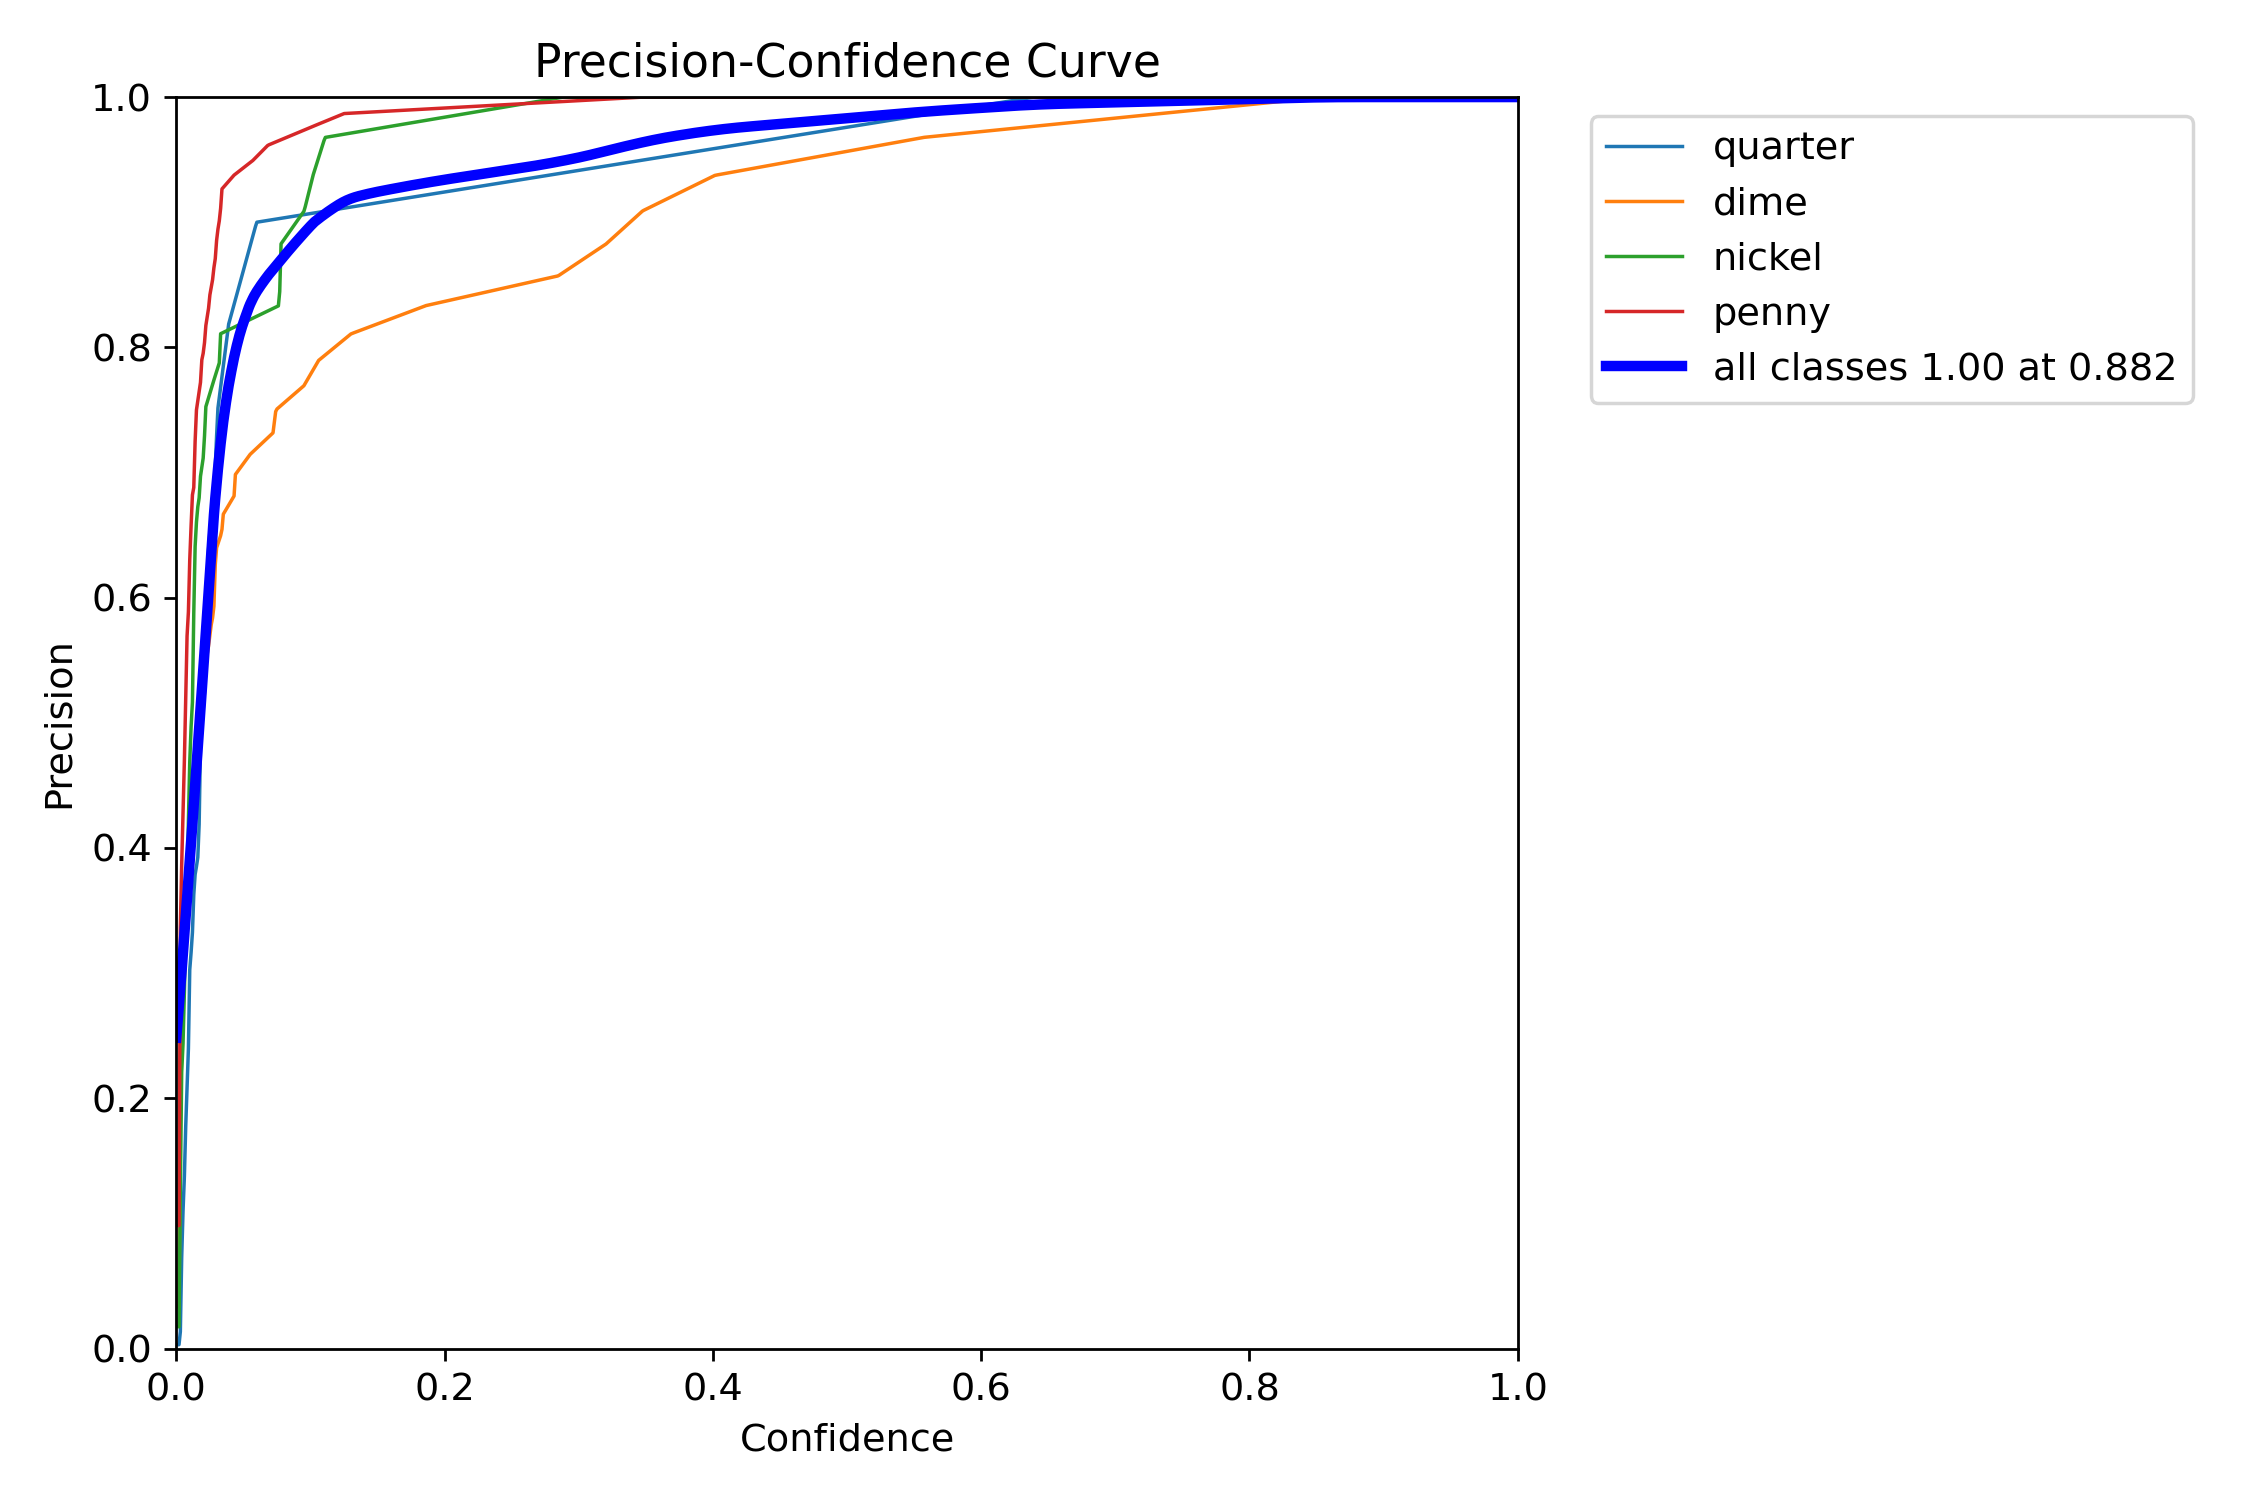 Precision-Confidence Curve
1.0
0.8
0.6
0.4
0.2
0.0
Precision
0.0 0.2 0.4 0.6 0.8 1.0
Confidence
quarter
dime
nickel
penny
all classes 1.00 at 0.882